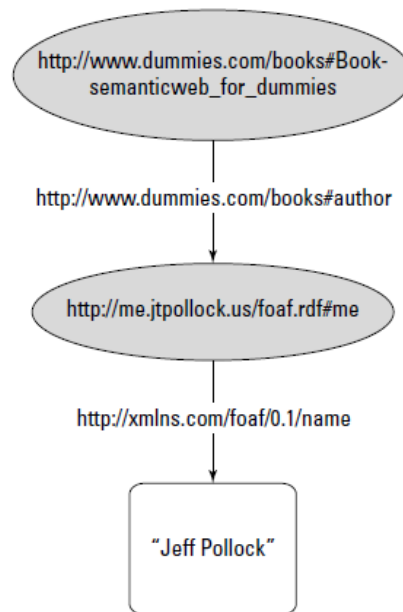 http://www.dummies.com/books#Book-
semanticweb_for_dummies
http://www.dummies.com/books#author
http://me.jtpollock.us/foaf.rdf#me
http://xmlns.com/foaf/0.1/name
“Jeff Pollock”